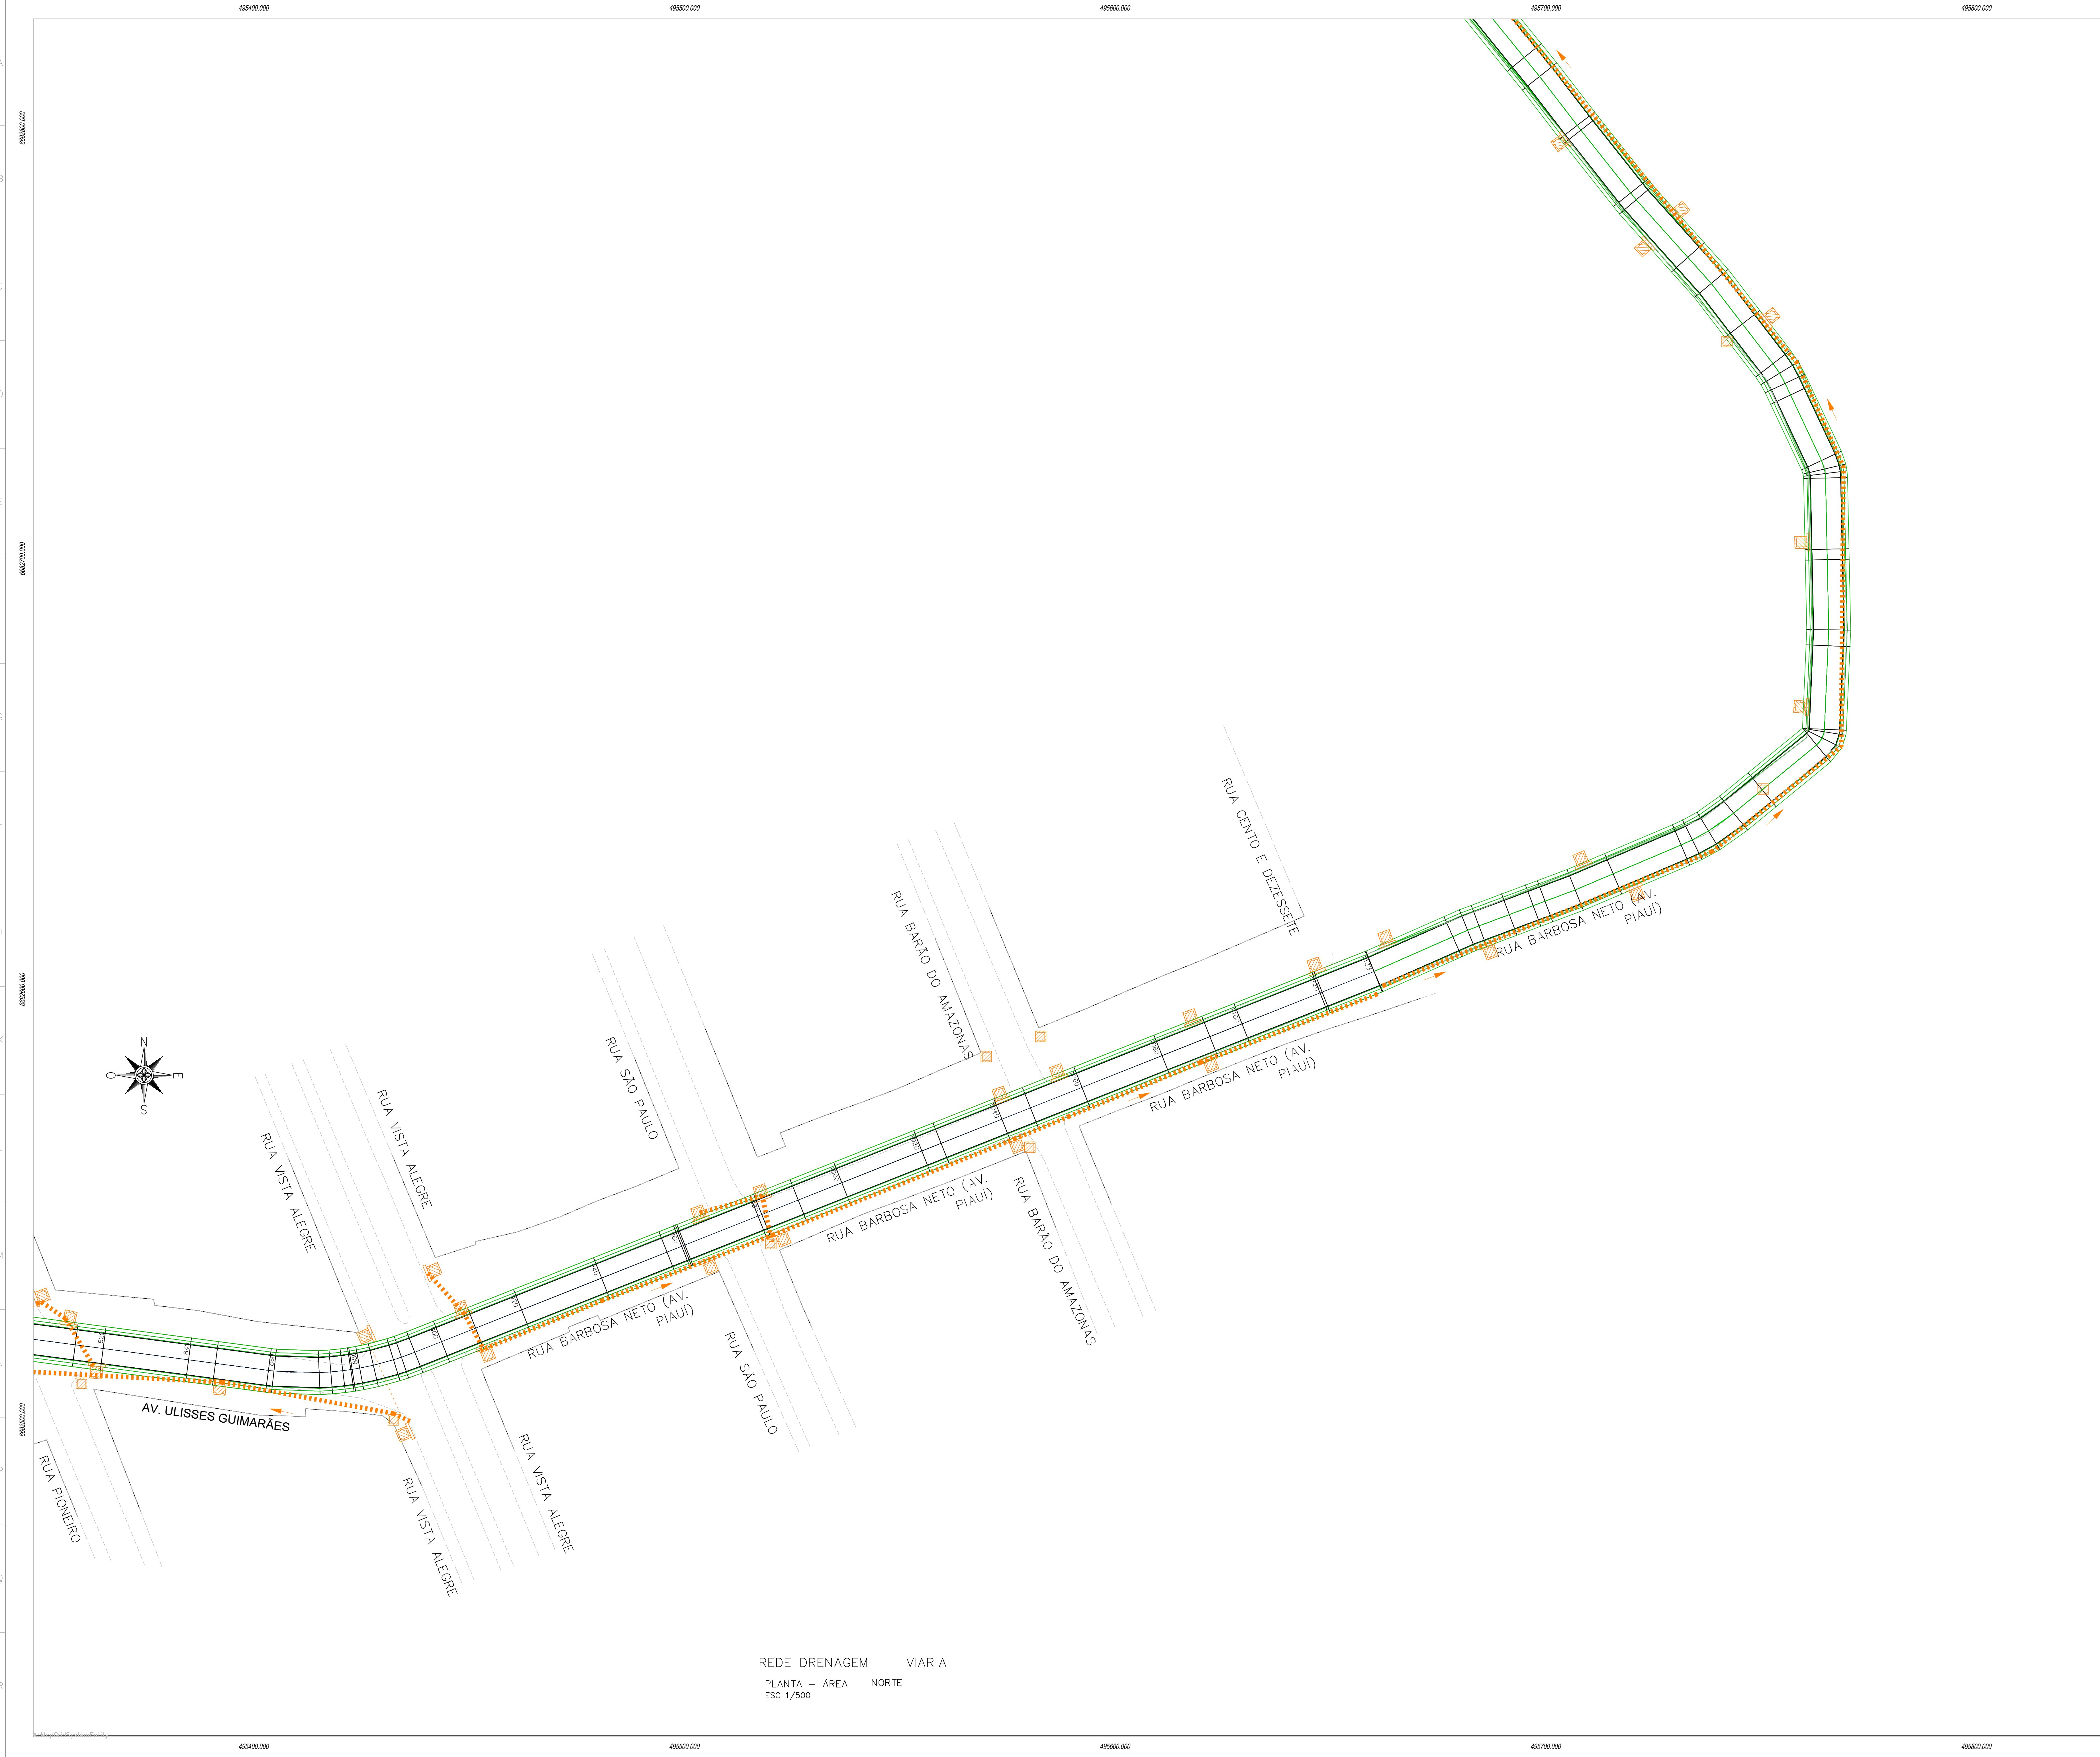 495400.000
495500.000
495600.000
495700.000
495800.000
6682800.000
6682700.000
6682600.000
6682500.000
RUA CENTO E DEZESSETE
RUA BARÃO DO AMAZONAS
RUA BARBOSA NETO (AV.
PIAUÍ)
RUA SÃO PAULO
N
O
E
S
RUA VISTA ALEGRE
RUA VISTA ALEGRE
RUA BARBOSA NETO (AV.
PIAUÍ)
RUA BARBOSA NETO (AV.
PIAUÍ)
RUA BARÃO DO AMAZONAS
RUA BARBOSA NETO (AV.
PIAUÍ)
RUA SÃO PAULO
AV. ULISSES GUIMARÃES
RUA PIONEIRO
RUA VISTA ALEGRE
RUA VISTA ALEGRE
REDE DRENAGEM VIARIA
PLANTA - ÁREA NORTE
ESC 1/500
495400.000
495500.000
495600.000
495700.000
495800.000